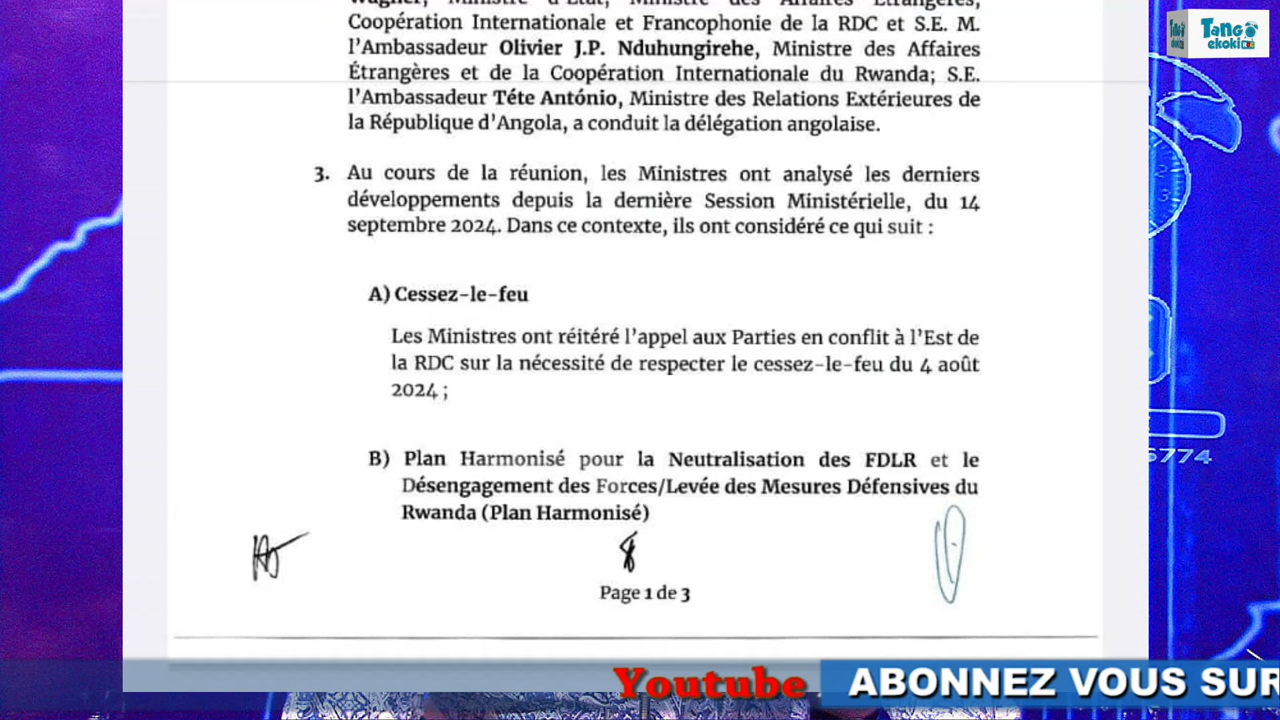 Wagner, Ministre d'État, Ministre des Affaires Étrangères,
Coopération Internationale et Francophonie de la RDC et S.E. M.
l'Ambassadeur Olivier J.P. Nduhungirehe, Ministre des Affaires
Étrangères et de la Coopération Internationale du Rwanda; S.E.
l'Ambassadeur Téte António, Ministre des Relations Extérieures de
la République d'Angola, a conduit la délégation angolaise.
3. Au cours de la réunion, les Ministres ont analysé les derniers
développements depuis la dernière Session Ministérielle, du 14
septembre 2024. Dans ce contexte, ils ont considéré ce qui suit :
A) Cessez-le-feu
Les Ministres ont réitéré l'appel aux Parties en conflit à l'Est de
la RDC sur la nécessité de respecter le cessez-le-feu du 4 août
2024 ;
B) Plan Harmonisé pour la Neutralisation des FDLR et le
Désengagement des Forces/Levée des Mesures Défensives du
Rwanda (Plan Harmonisé)
Page 1 de 3
Tango
ekoki
5774
Youtube ABONNEZ VOUS SUR